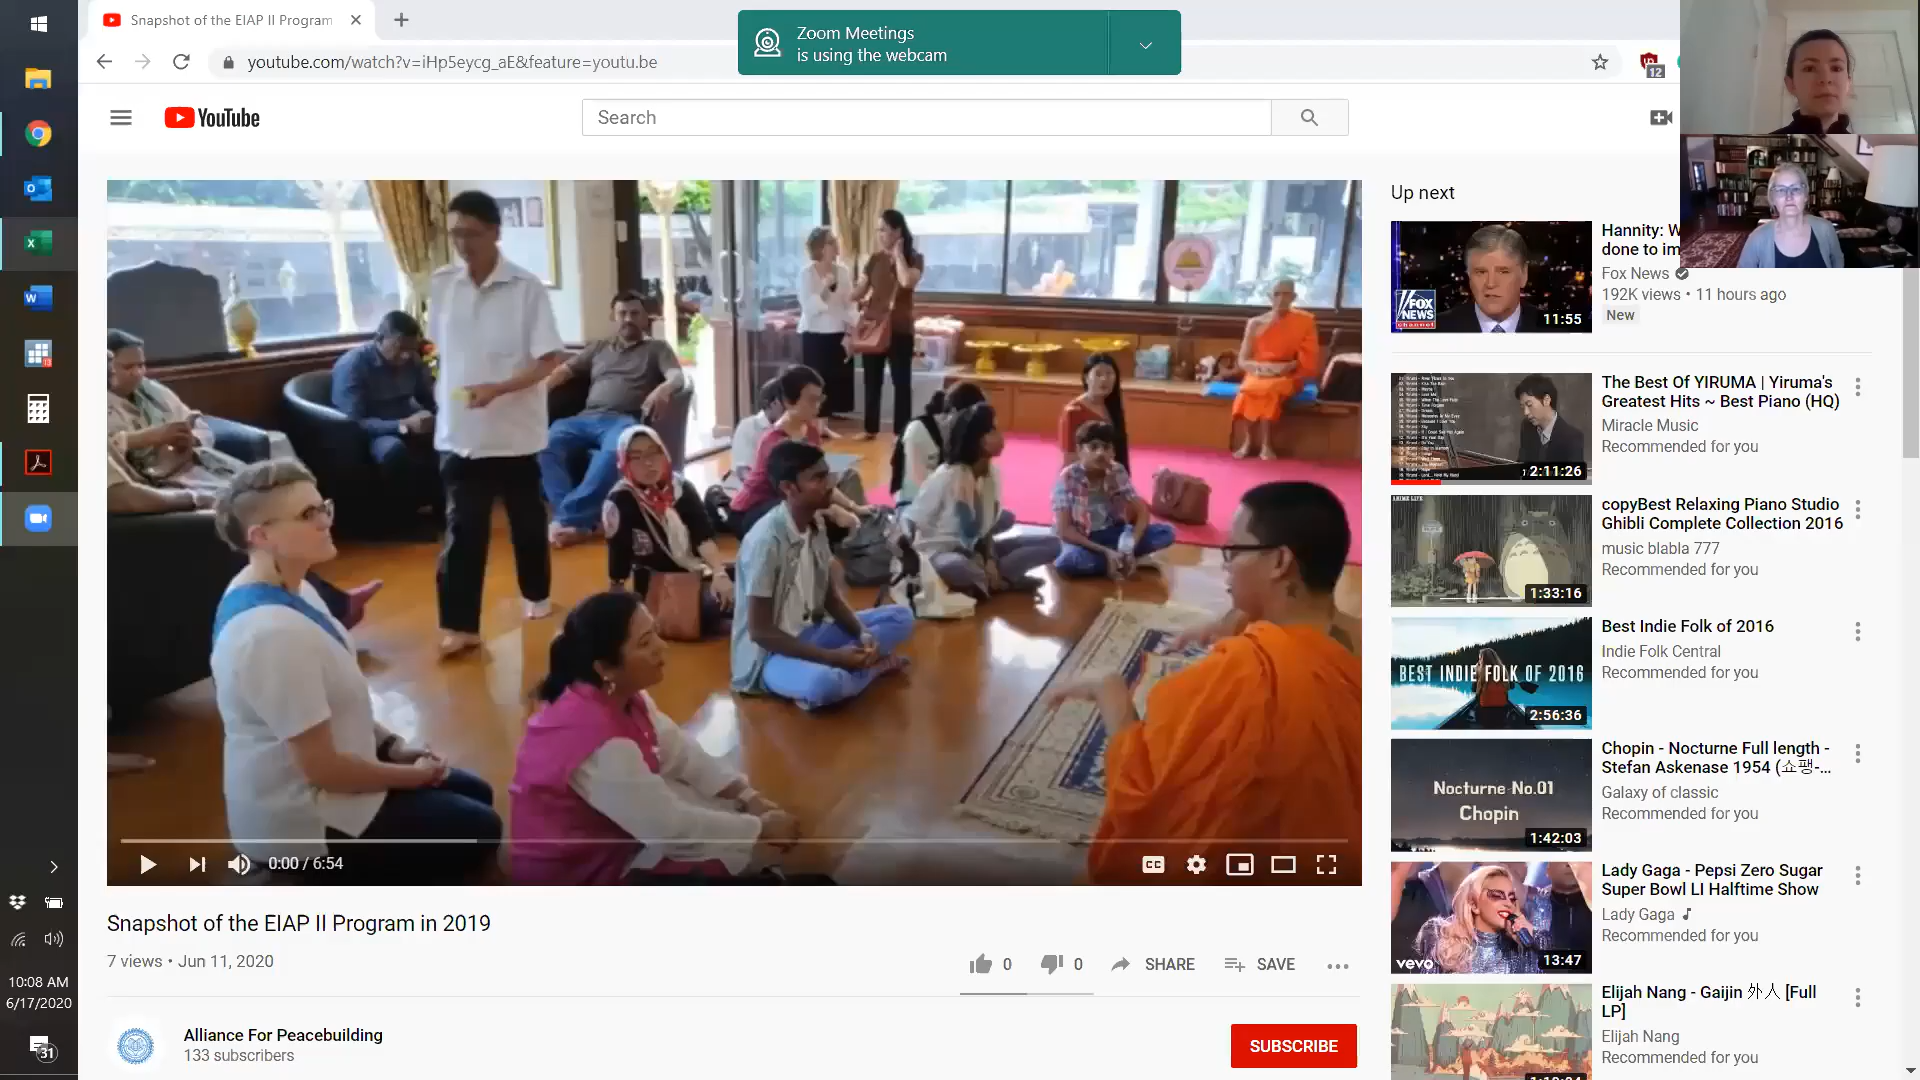 Snapshot of the EIAP II Program
Zoom Meetings
is using the webcam
youtube.com/watch?v=iHp5eycg_aE&feature=youtu.be
12
YouTube
Search
Up next
Hannity: W
done to im
Fox News
192K views • 11 hours ago
New
FOX
NEWS
channel
11:55
The Best Of YIRUMA | Yiruma's
Greatest Hits ~ Best Piano (HQ)
Miracle Music
Recommended for you
2:11:26
copyBest Relaxing Piano Studio
Ghibli Complete Collection 2016
music blabla 777
Recommended for you
ANIME LIVE
1:33:16
Best Indie Folk of 2016
Indie Folk Central
Recommended for you
BEST INDIE FOLK OF 2016
2:56:36
Chopin - Nocturne Full length -
Stefan Askenase 1954 (쇼팽-...
Galaxy of classic
Recommended for you
Nocturne No.01
Chopin
1:42:03
Lady Gaga - Pepsi Zero Sugar
Super Bowl LI Halftime Show
Lady Gaga
Recommended for you
vevo
13:47
Elijah Nang - Gaijin 外人 [Full
LP]
Elijah Nang
Recommended for you
0:00 / 6:54
CC
Snapshot of the EIAP II Program in 2019
7 views • Jun 11, 2020
0
0
SHARE
SAVE
Alliance For Peacebuilding
133 subscribers
SUBSCRIBE
10:08 AM
6/17/2020
31